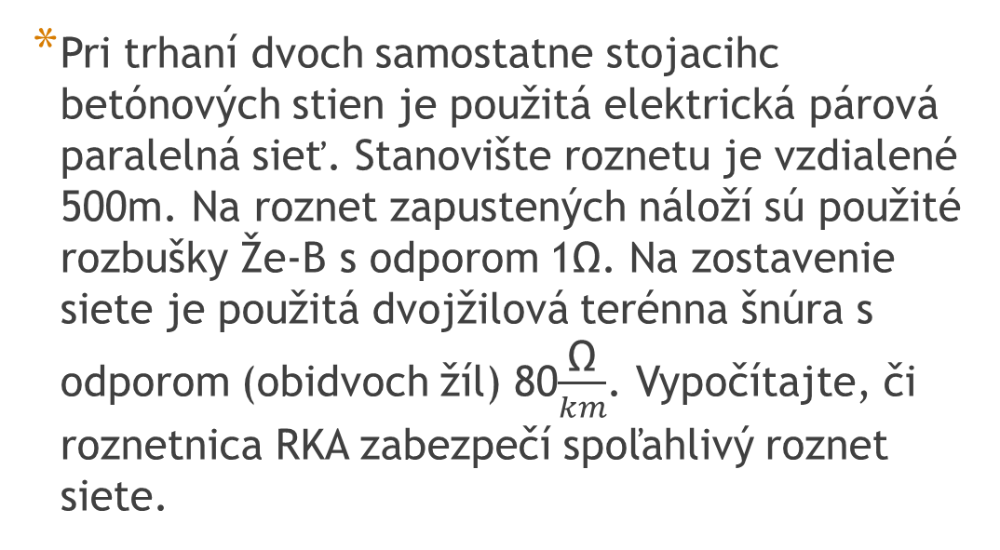 * Pri trhaní dvoch samostatne stojacihc
betónových stien je použitá elektrická párová
paralelná sieť. Stanovište roznetu je vzdialené
500m. Na roznet zapustených náloží sú použité
rozbušky Že-B s odporom 1Ω. Na zostavenie
siete je použitá dvojžilová terénna šnúra s
odporom (obidvoch žíl) 80 Ω/km. Vypočítajte, či
roznetnica RKA zabezpečí spoľahlivý roznet
siete.